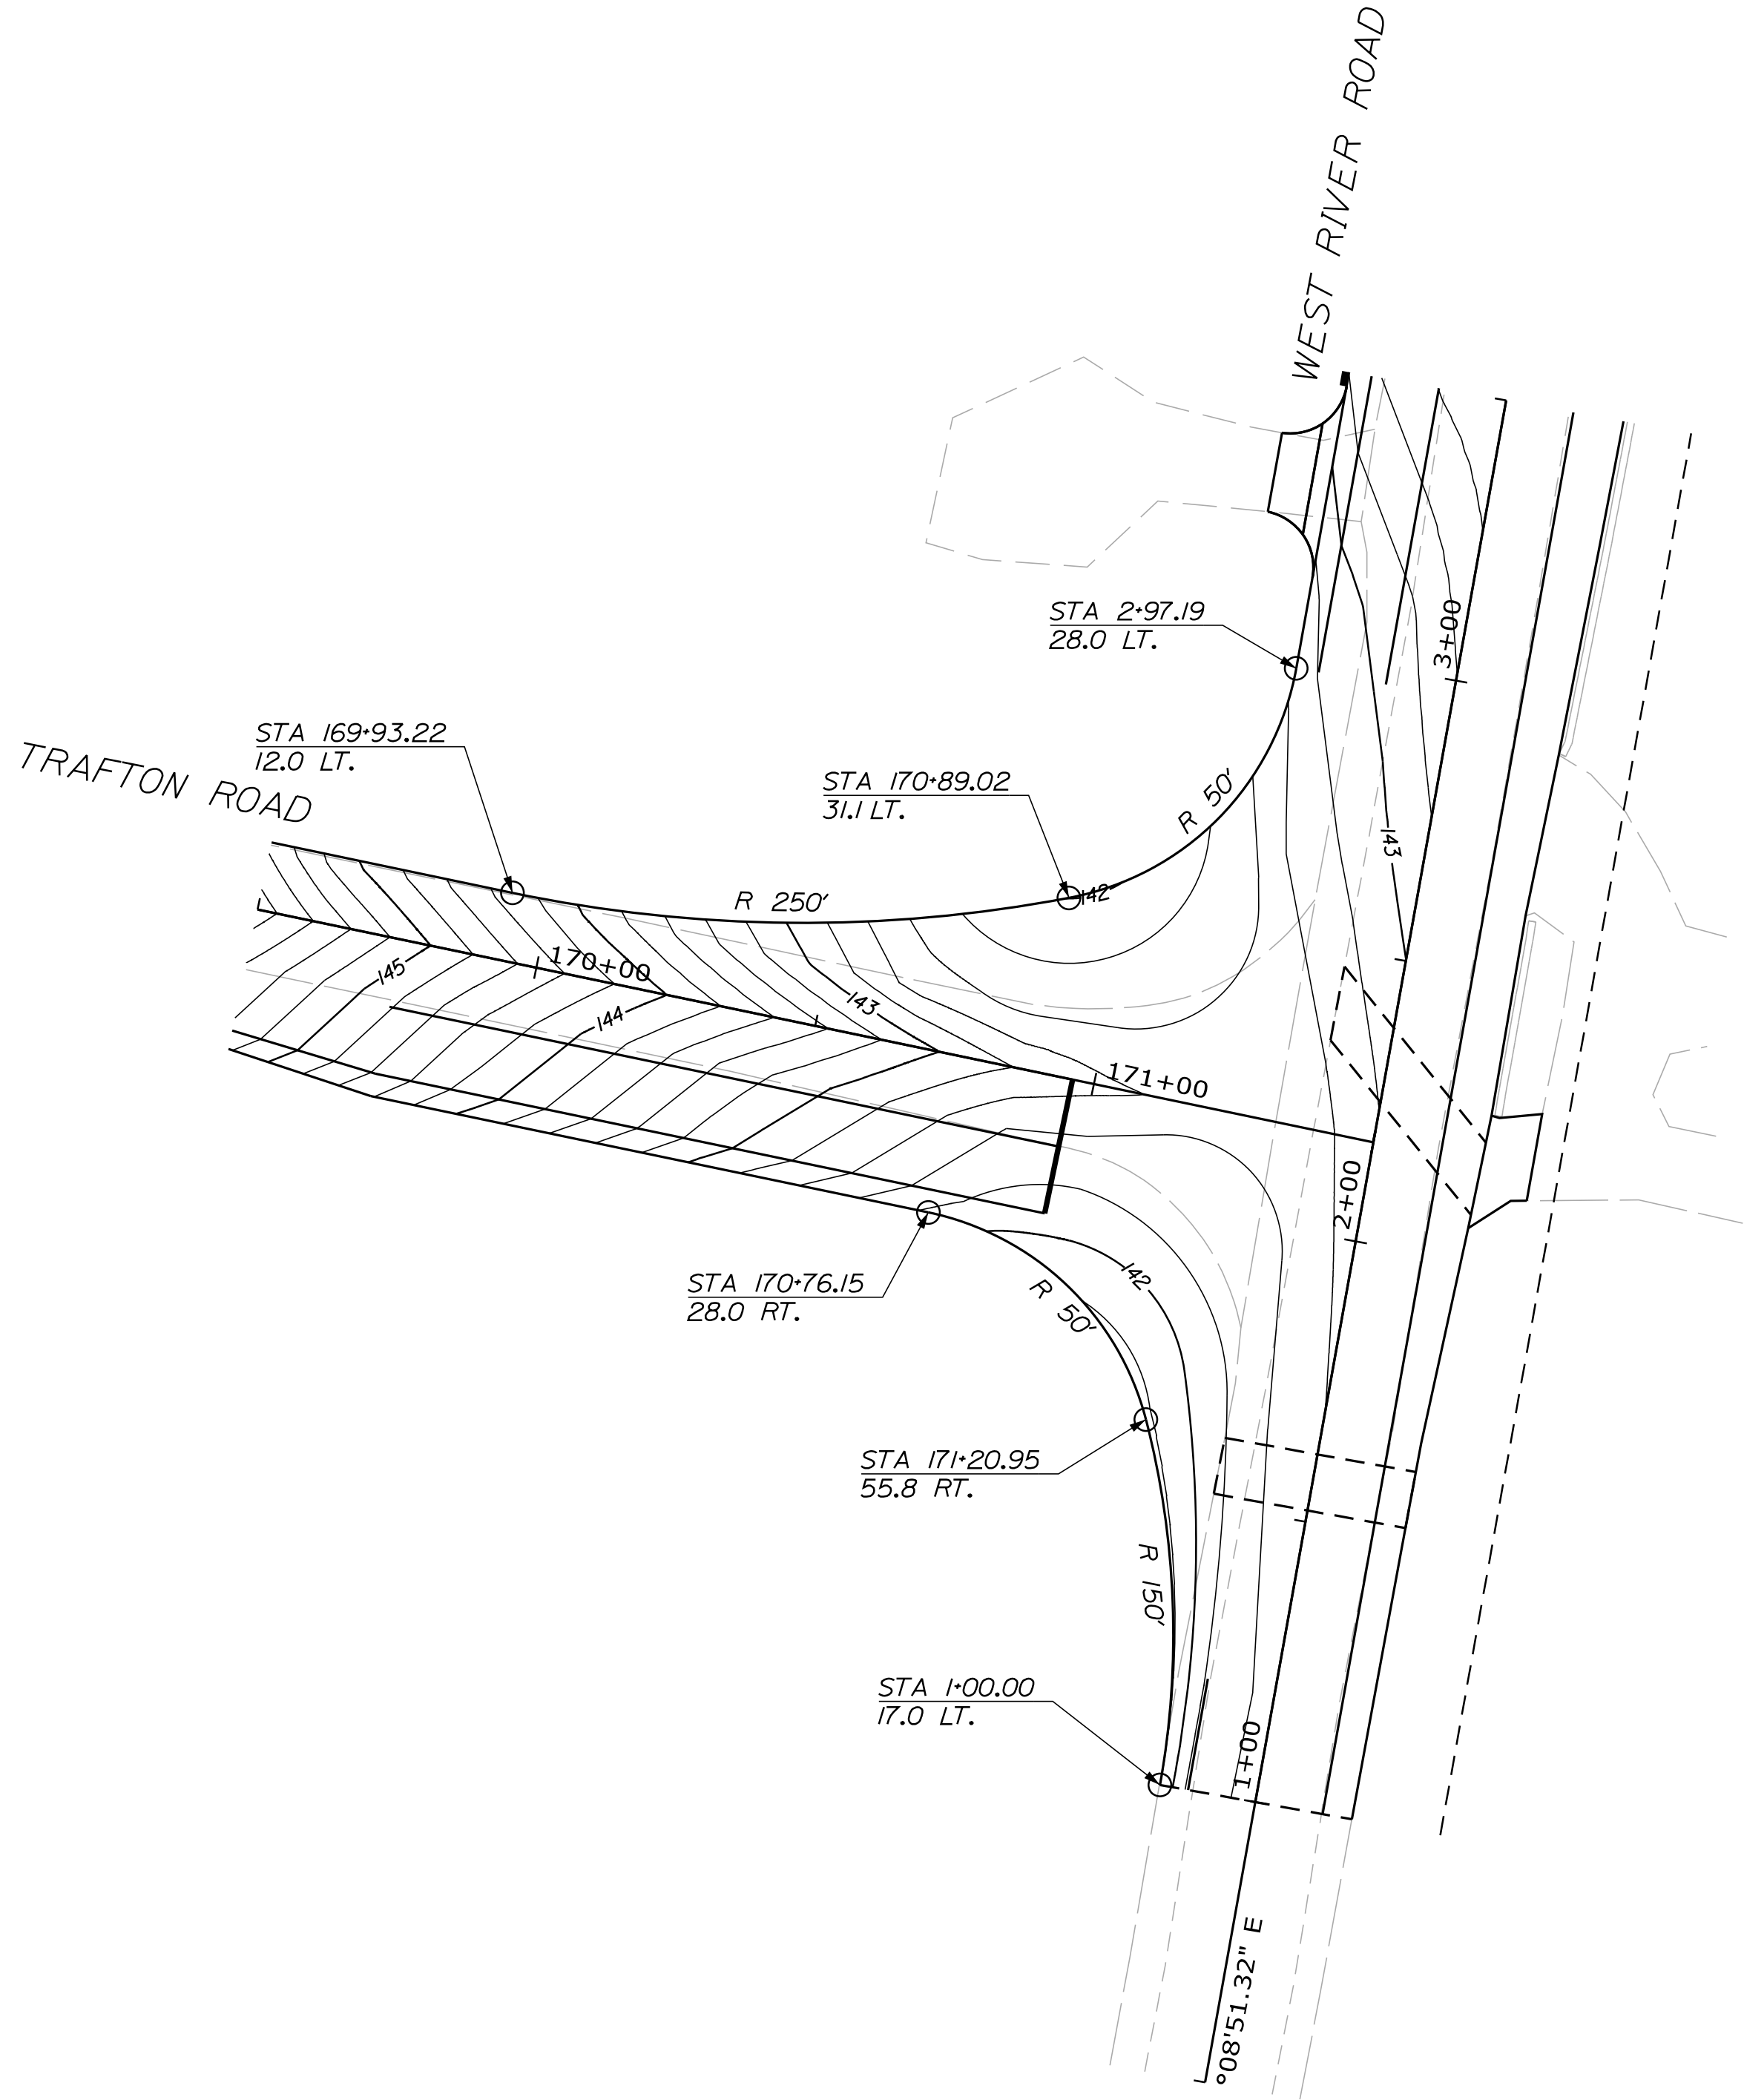 WEST RIVER ROAD
STA 2+97.19
28.0 LT.
3+00
TRAFTON ROAD
STA 169+93.22
12.0 LT.
STA 170+89.02
31.1 LT.
R 50'
143
R 250'
142
170+00
145
143
144
171+00
2+00
STA 170+76.15
28.0 RT.
142
R 50'
STA 171+20.95
55.8 RT.
R 150'
STA 1+00.00
17.0 LT.
1+00
°08'51.32" E